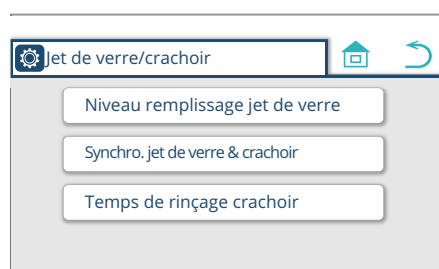 Jet de verre/crachoir
Niveau remplissage jet de verre
Synchro. jet de verre & crachoir
Temps de rinçage crachoir